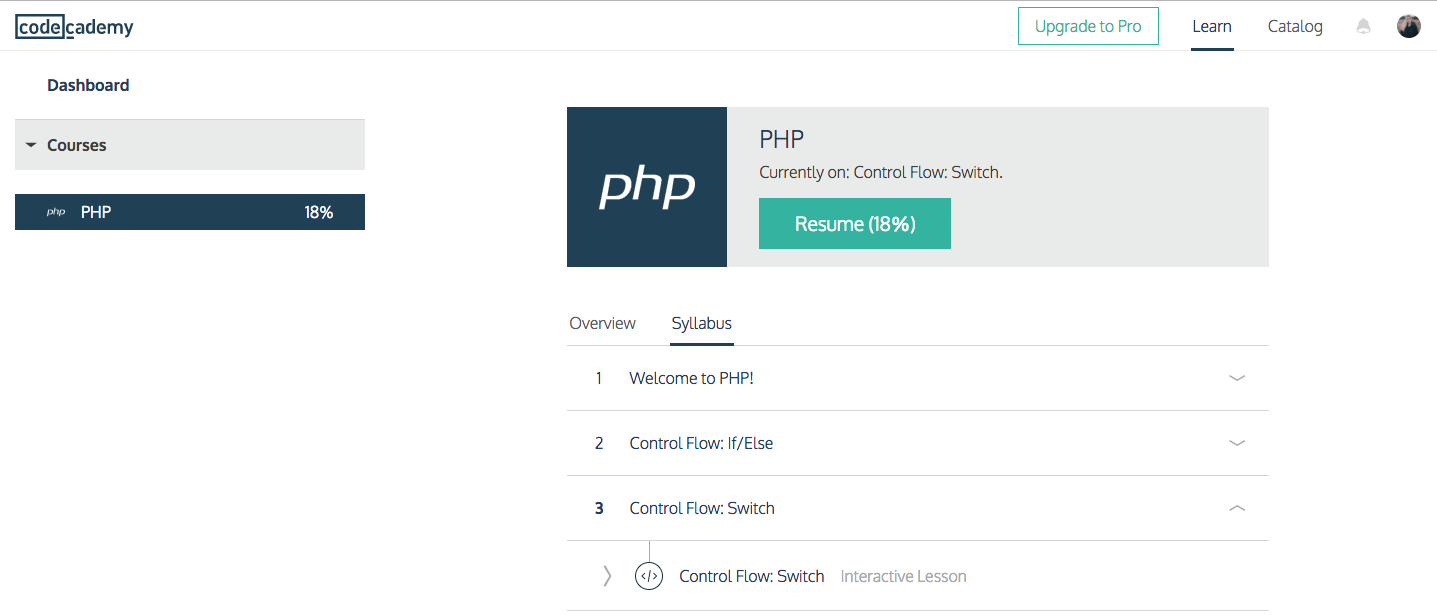 codecademy
Upgrade to Pro
Learn
Catalog
Dashboard
Courses
php PHP 18%
php
PHP
Currently on: Control Flow: Switch.
Resume (18%)
Overview
Syllabus
1 Welcome to PHP!
2 Control Flow: If/Else
3 Control Flow: Switch
</> Control Flow: Switch Interactive Lesson